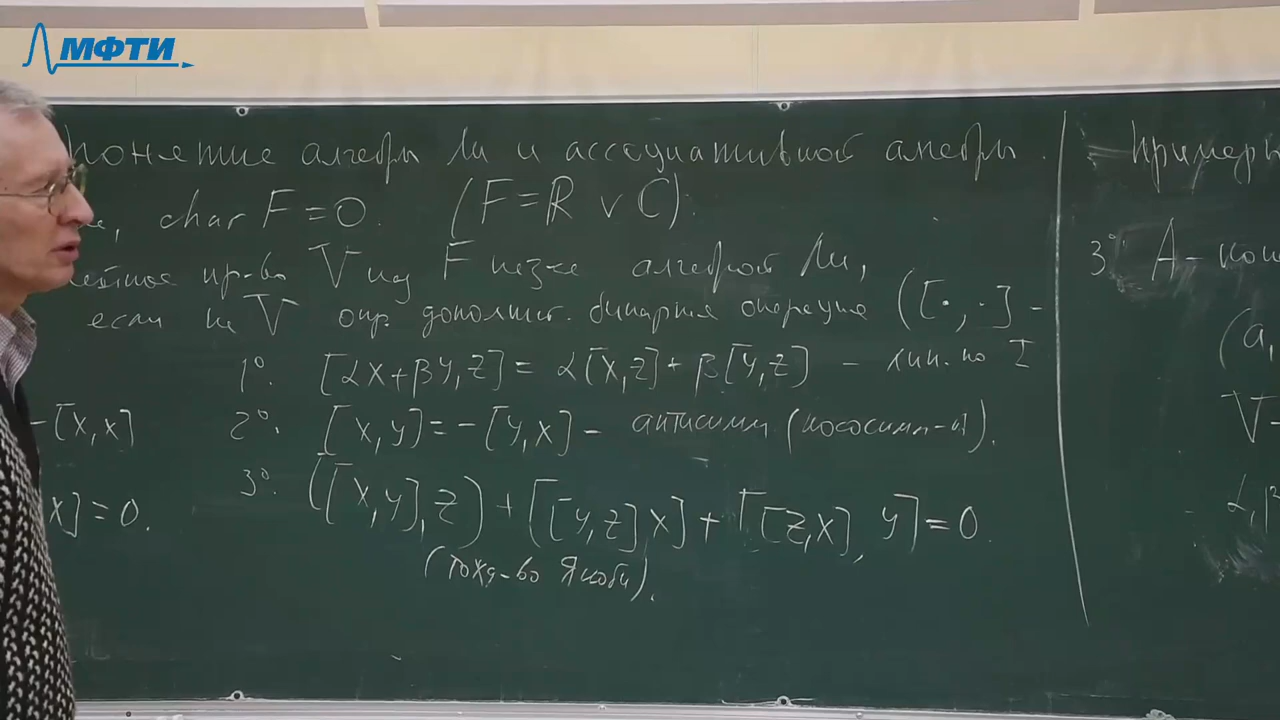 МФТИ
понятие алгебры Ли и ассоциативной алгебры.
char F = 0. (F = ℝ ∨ ℂ).
пр-во V над F назыв алгеброй Ли,
если на V опр. дополнит. бинарная операция ([·,·] -
1°. [αx+βy,z] = α[x,z] + β[y,z] - лин. по I
2°. [x,y] = -[y,x] - антисимм (кососимм-ть).
3°. ([x,y],z) + [[y,z]x] + [[z,x],y] = 0.
(тожд-во Якоби).
-[x,x]
x] = 0.
Примеры
3° A-
(a,
V-